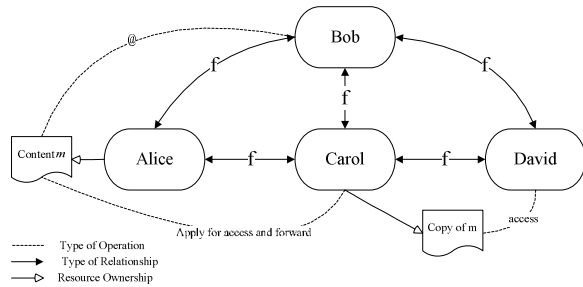 @
Bob
f
f
f
Content m
Alice
f
Carol
f
David
Apply for access and forward
Copy of m
access
Type of Operation
Type of Relationship
Resource Ownership